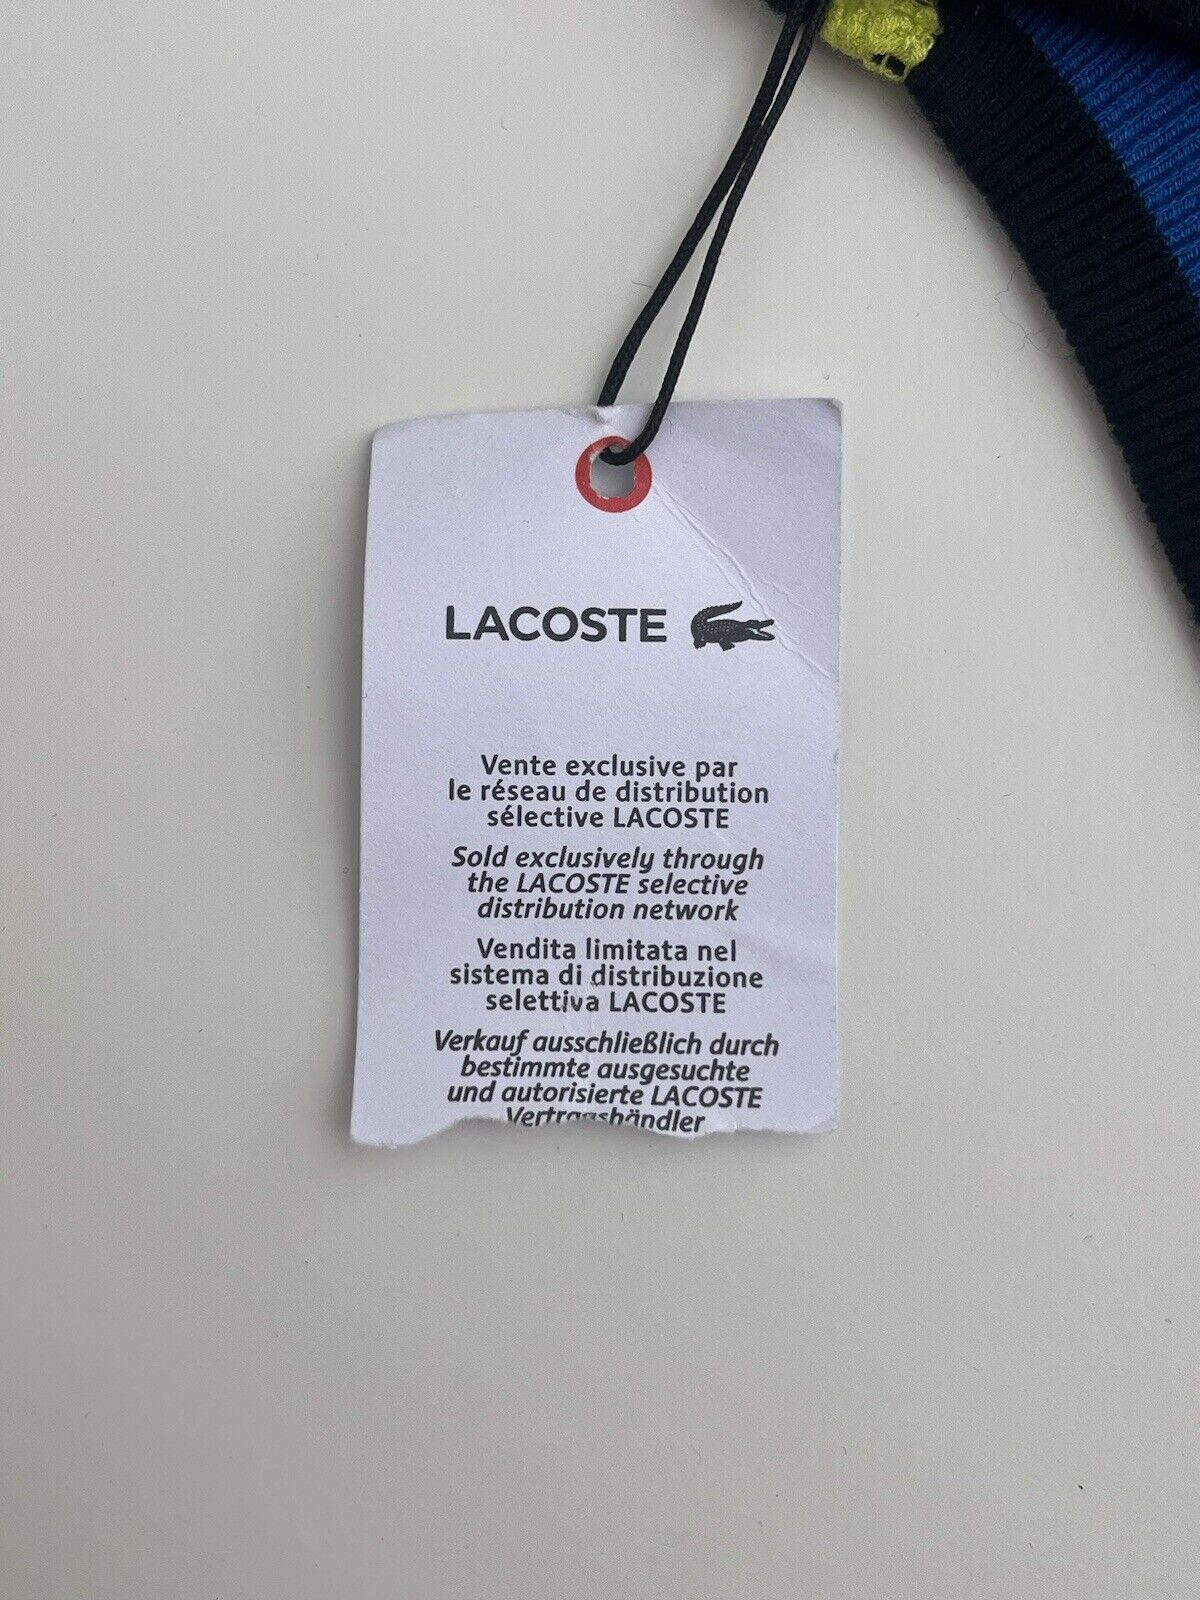 LACOSTE
Vente exclusive par
le réseau de distribution
sélective LACOSTE
Sold exclusively through
the LACOSTE selective
distribution network
Vendita limitata nel
sistema di distribuzione
selettiva LACOSTE
Verkauf ausschließlich durch
bestimmte ausgesuchte
und autorisierte LACOSTE
Vertragshändler